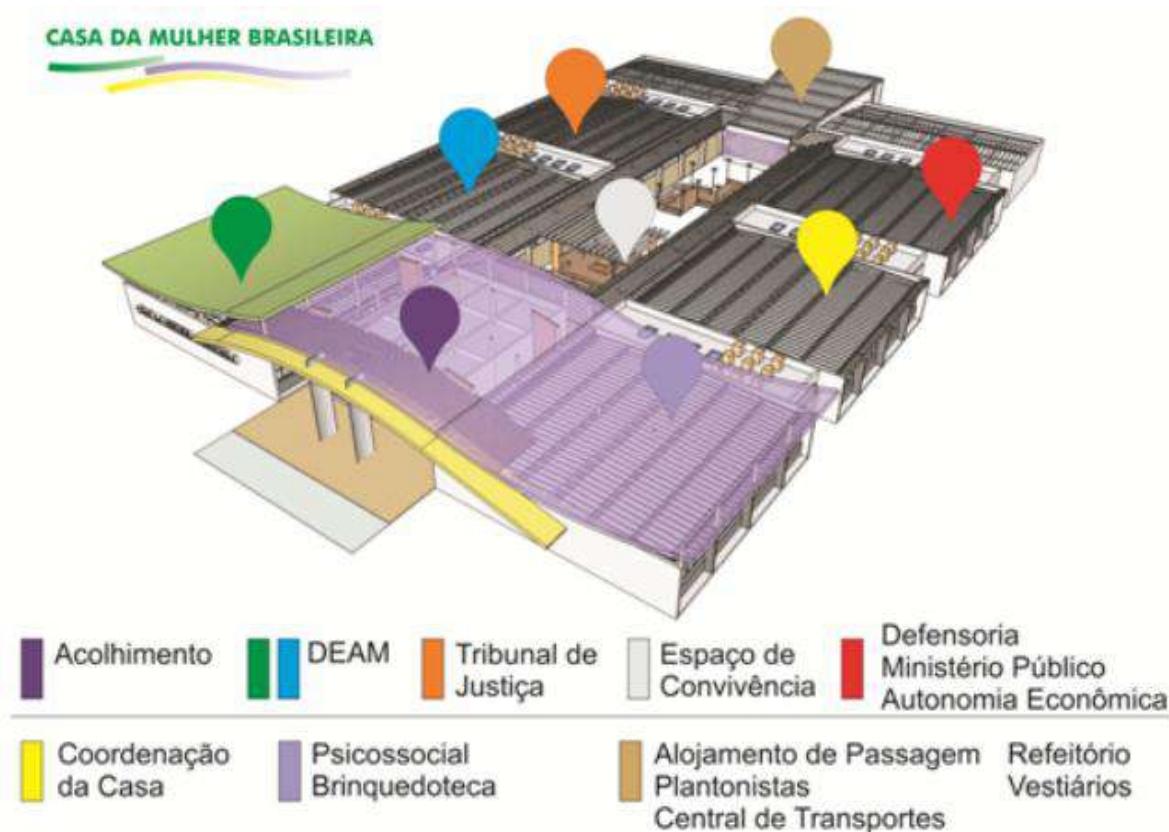 CASA DA MULHER BRASILEIRA
Acolhimento
DEAM
Tribunal de
Justiça
Espaço de
Convivência
Defensoria
Ministério Público
Autonomia Econômica
Coordenação
da Casa
Psicossocial
Brinquedoteca
Alojamento de Passagem
Plantonistas
Central de Transportes
Refeitório
Vestiários